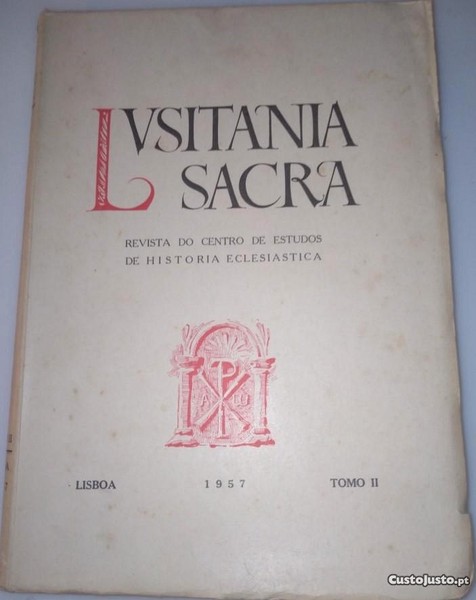 LVSITANIA
SACRA
REVISTA DO CENTRO DE ESTUDOS
DE HISTORIA ECLESIASTICA
A
LISBOA 1957 TOMO II
CustoJusto.pt